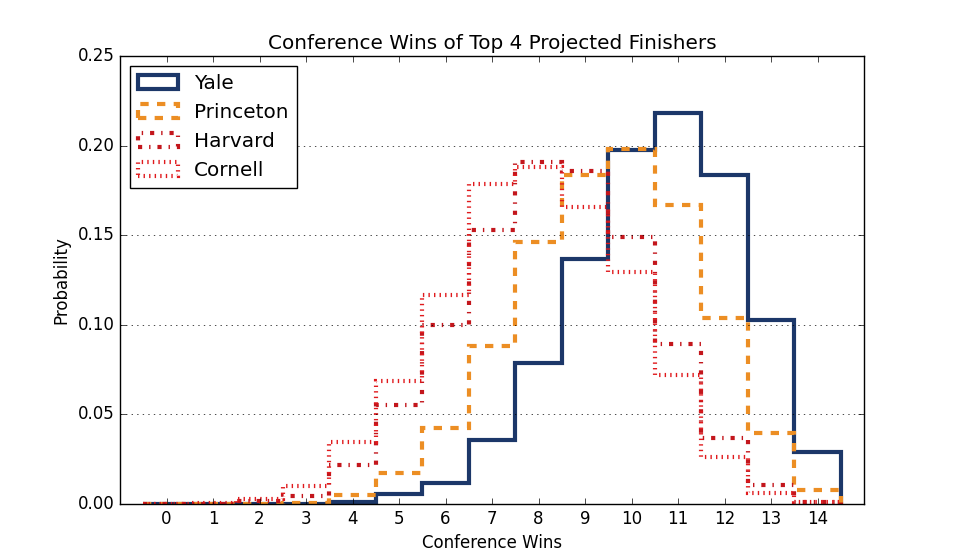 Conference Wins of Top 4 Projected Finishers
0.25
0.20
0.15
0.10
0.05
0.00
Probability
Yale
Princeton
Harvard
Cornell
0 1 2 3 4 5 6 7 8 9 10 11 12 13 14
Conference Wins